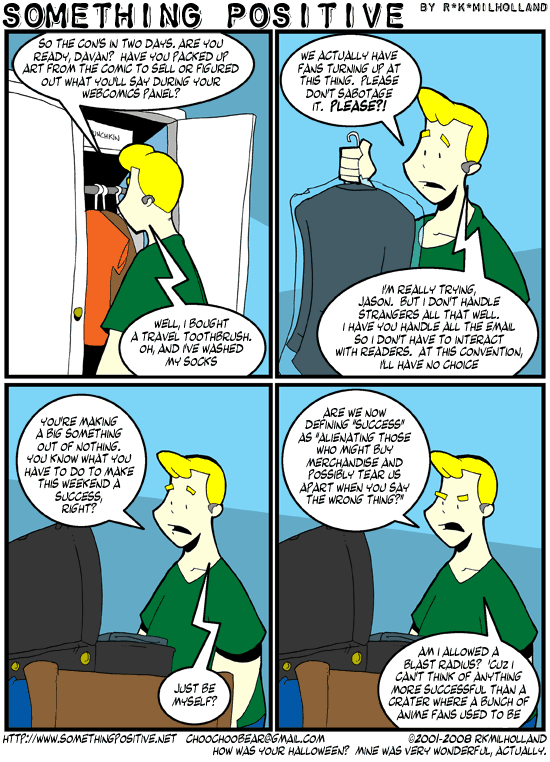 SOMETHING POSITIVE BY R*K*MILHOLLAND
SO THE CON'S IN TWO DAYS. ARE YOU
READY, DAVAN? HAVE YOU PACKED UP
ART FROM THE COMIC TO SELL OR FIGURED
OUT WHAT YOU'LL SAY DURING YOUR
WEBCOMICS PANEL?
WELL, I BOUGHT
A TRAVEL TOOTHBRUSH.
OH, AND I'VE WASHED
MY SOCKS
WE ACTUALLY HAVE
FANS TURNING UP AT
THIS THING. PLEASE
DON'T SABOTAGE
IT. PLEASE?!
I'M REALLY TRYING,
JASON. BUT I DON'T HANDLE
STRANGERS ALL THAT WELL.
I HAVE YOU HANDLE ALL THE EMAIL
SO I DON'T HAVE TO INTERACT
WITH READERS. AT THIS CONVENTION,
I'LL HAVE NO CHOICE
YOU'RE MAKING
A BIG SOMETHING
OUT OF NOTHING.
YOU KNOW WHAT YOU
HAVE TO DO TO MAKE
THIS WEEKEND A
SUCCESS,
RIGHT?
JUST BE
MYSELF?
ARE WE NOW
DEFINING "SUCCESS"
AS "ALIENATING THOSE
WHO MIGHT BUY
MERCHANDISE AND
POSSIBLY TEAR US
APART WHEN YOU SAY
THE WRONG THING?"
AM I ALLOWED A
BLAST RADIUS? 'CUZ I
CAN'T THINK OF ANYTHING
MORE SUCCESSFUL THAN A
CRATER WHERE A BUNCH OF
ANIME FANS USED TO BE
HTTP://WWW.SOMETHINGPOSITIVE.NET CHOOCHOOBEAR@GMAIL.COM ©2001-2008 RKMILHOLLAND
HOW WAS YOUR HALLOWEEN? MINE WAS VERY WONDERFUL, ACTUALLY.